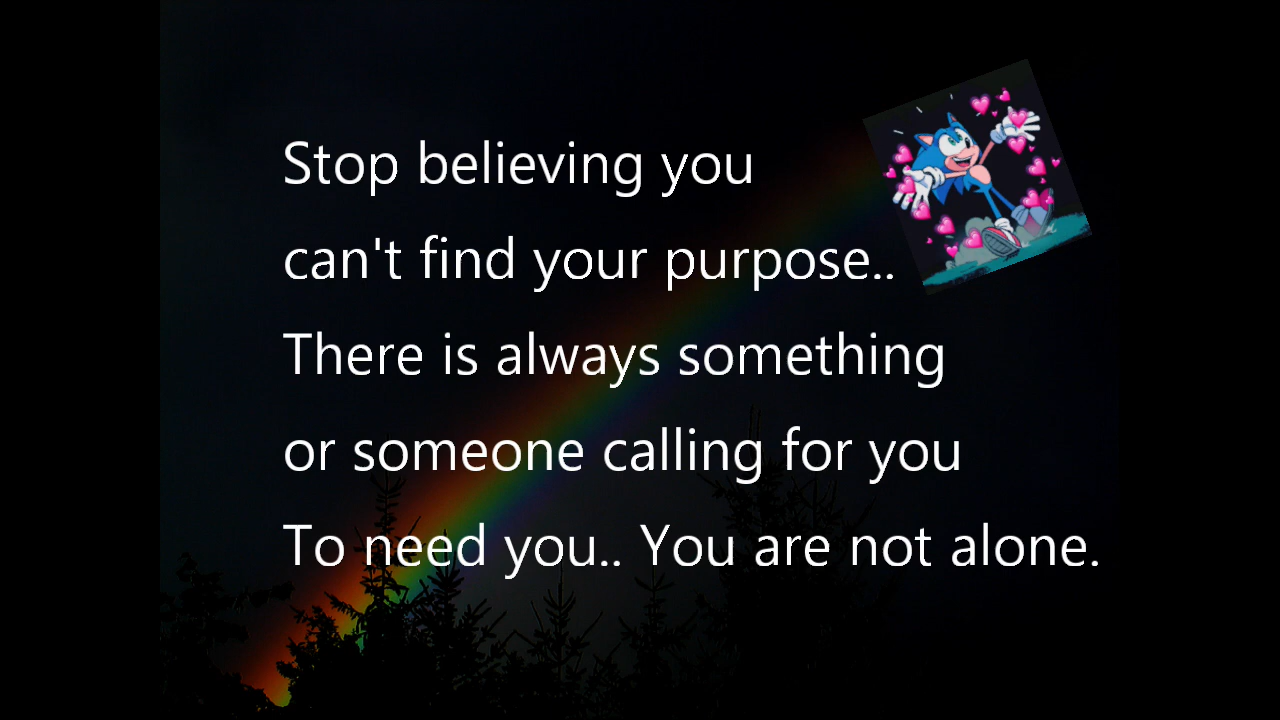 Stop believing you
can't find your purpose..
There is always something
or someone calling for you
To need you.. You are not alone.